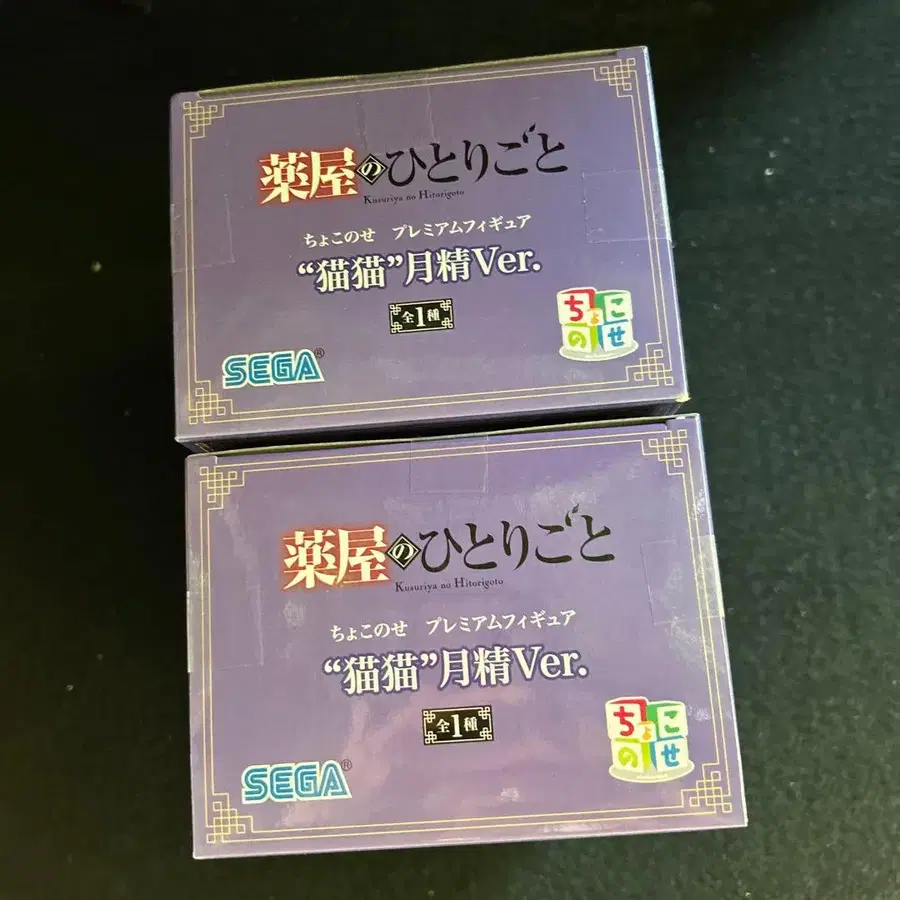 薬屋のひとりごと
Kusuriya no Hitorigoto
ちょこのせ プレミアムフィギュア
“猫猫”月精Ver.
全1種
ちょこのせ
SEGA®
薬屋のひとりごと
Kusuriya no Hitorigoto
ちょこのせ プレミアムフィギュア
“猫猫”月精Ver.
全1種
ちょこのせ
SEGA®